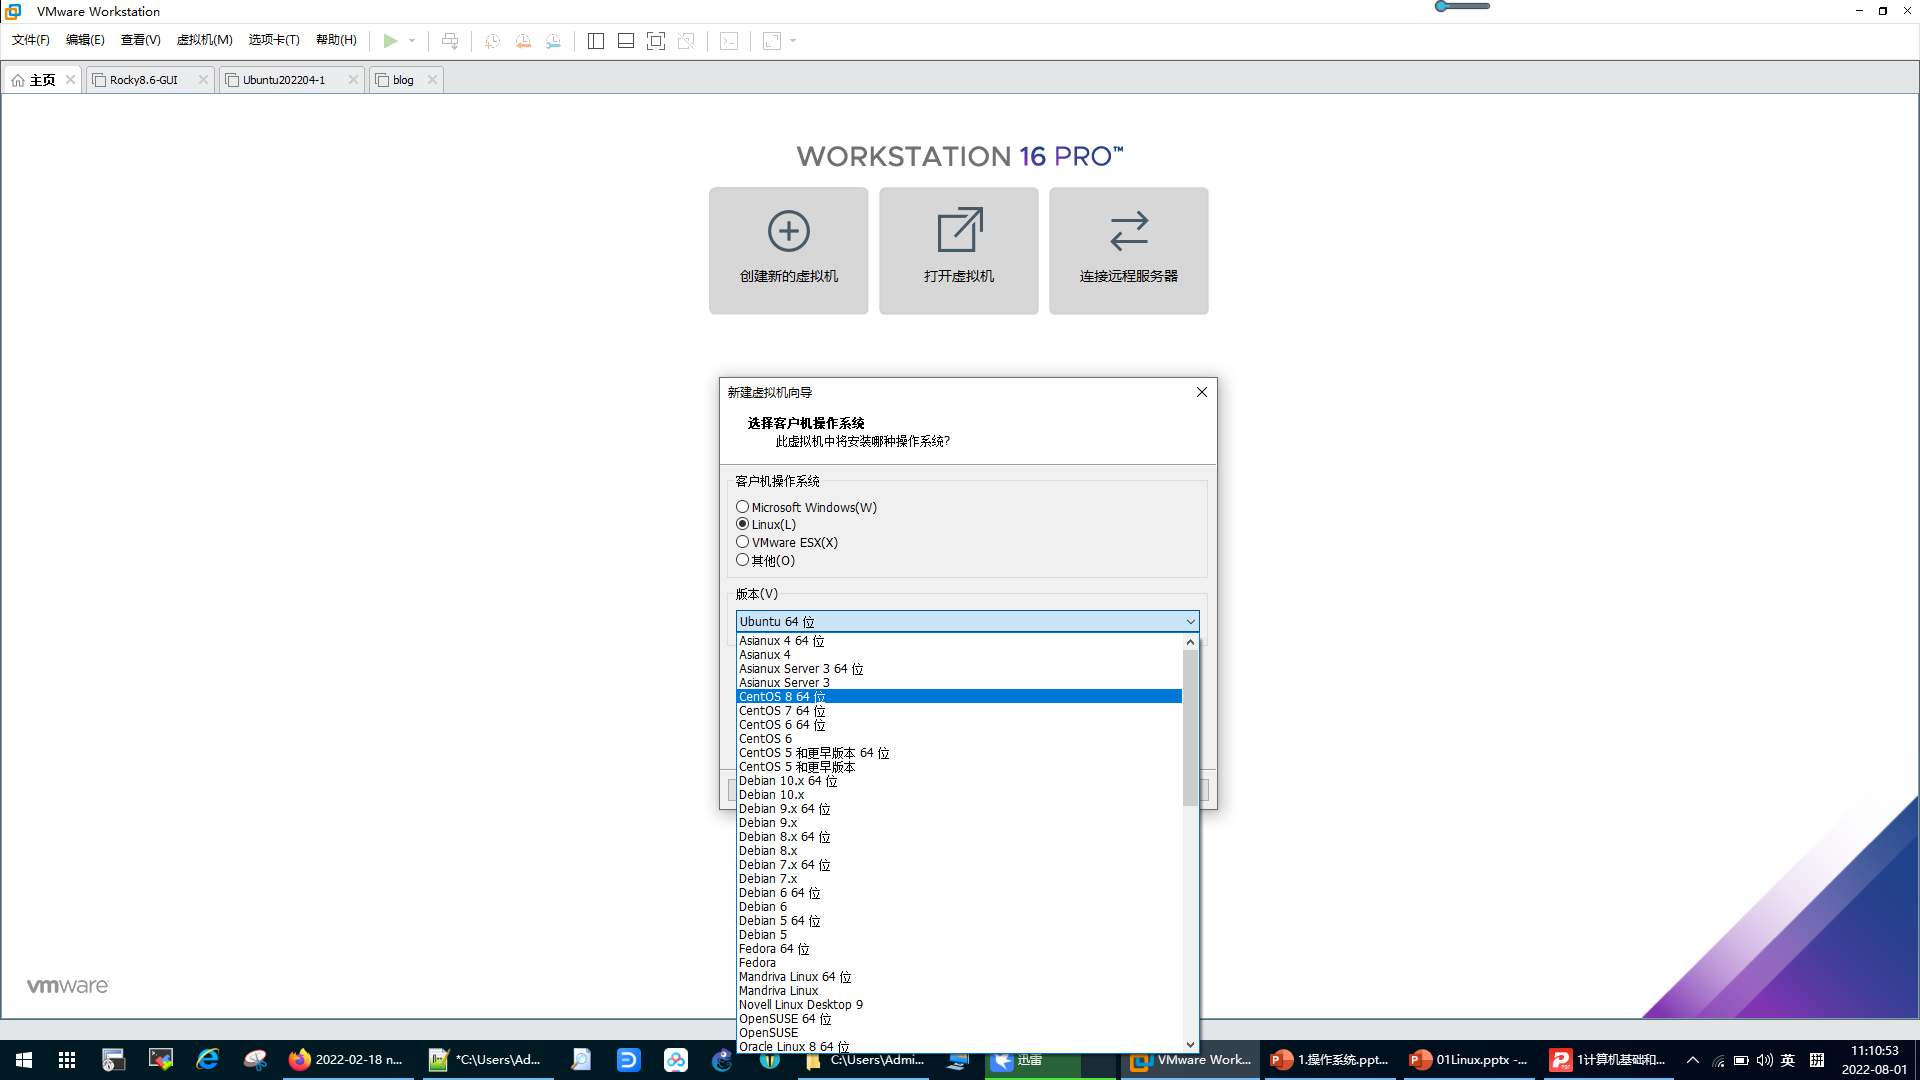 VMware Workstation
文件(F) 编辑(E) 查看(V) 虚拟机(M) 选项卡(T) 帮助(H)
主页 Rocky8.6-GUI Ubuntu202204-1 blog
WORKSTATION 16 PRO™
创建新的虚拟机 打开虚拟机 连接远程服务器
新建虚拟机向导
选择客户机操作系统
此虚拟机中将安装哪种操作系统?
客户机操作系统
Microsoft Windows(W)
Linux(L)
VMware ESX(X)
其他(O)
版本(V)
Ubuntu 64 位
Asianux 4 64 位
Asianux 4
Asianux Server 3 64 位
Asianux Server 3
CentOS 8 64 位
CentOS 7 64 位
CentOS 6 64 位
CentOS 6
CentOS 5 和更早版本 64 位
CentOS 5 和更早版本
Debian 10.x 64 位
Debian 10.x
Debian 9.x 64 位
Debian 9.x
Debian 8.x 64 位
Debian 8.x
Debian 7.x 64 位
Debian 7.x
Debian 6 64 位
Debian 6
Debian 5 64 位
Debian 5
Fedora 64 位
Fedora
Mandriva Linux 64 位
Mandriva Linux
Novell Linux Desktop 9
OpenSUSE 64 位
OpenSUSE
Oracle Linux 8 64 位
vmware
2022-02-18 n... *C:\Users\Ad... C:\Users\Admi... 迅雷 VMware Work... 1.操作系统.ppt... 01Linux.pptx -... 1计算机基础和... 英 拼
11:10:53
2022-08-01